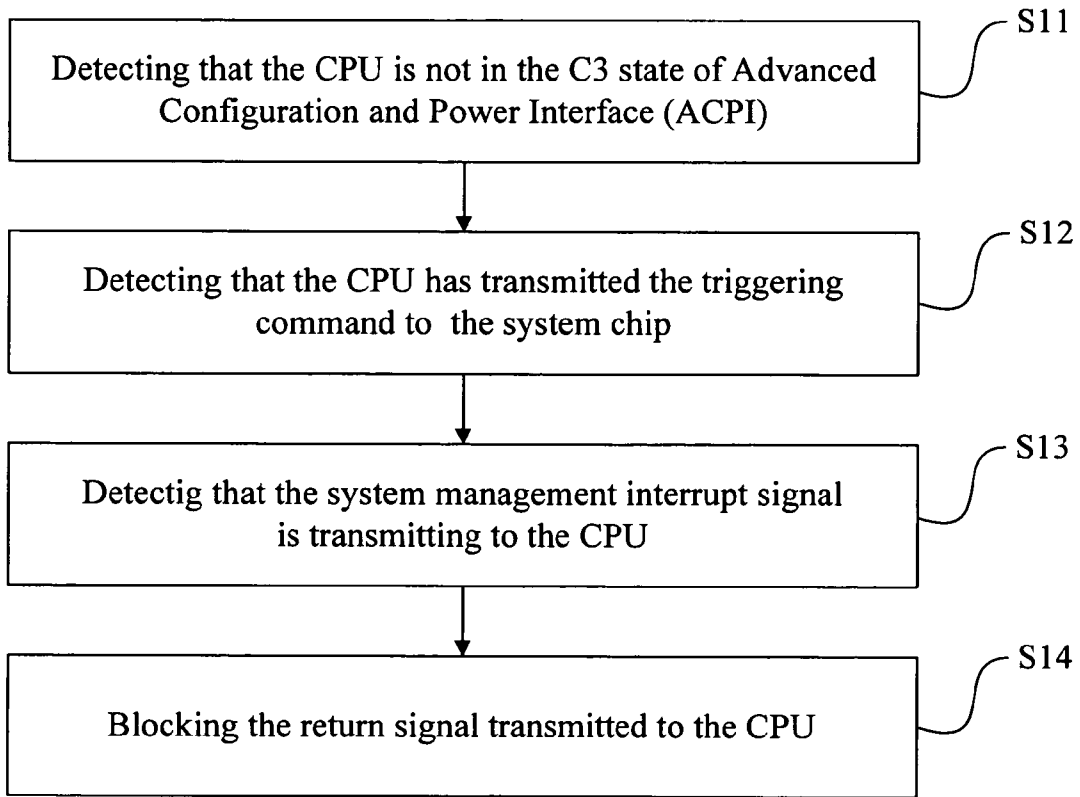 S11
Detecting that the CPU is not in the C3 state of Advanced
Configuration and Power Interface (ACPI)
S12
Detecting that the CPU has transmitted the triggering
command to the system chip
S13
Detectig that the system management interrupt signal
is transmitting to the CPU
S14
Blocking the return signal transmitted to the CPU